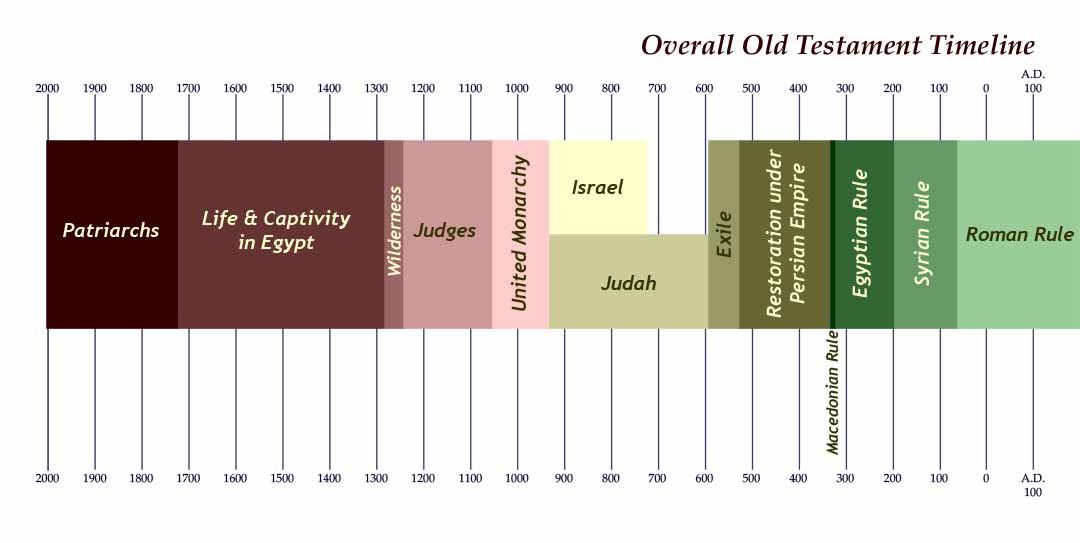 Overall Old Testament Timeline
A.D.
2000 1900 1800 1700 1600 1500 1400 1300 1200 1100 1000 900 800 700 600 500 400 300 200 100 0 100
Patriarchs
Life & Captivity
in Egypt
Wilderness
Judges
United Monarchy
Israel
Judah
Exile
Restoration under
Persian Empire
Macedonian Rule
Egyptian Rule
Syrian Rule
Roman Rule
2000 1900 1800 1700 1600 1500 1400 1300 1200 1100 1000 900 800 700 600 500 400 300 200 100 0 A.D.
100